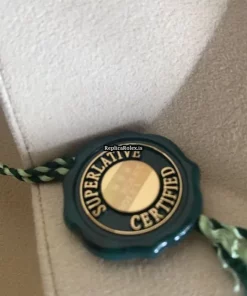 ReplicaRolex.is
SUPERLATIVE
CERTIFIED